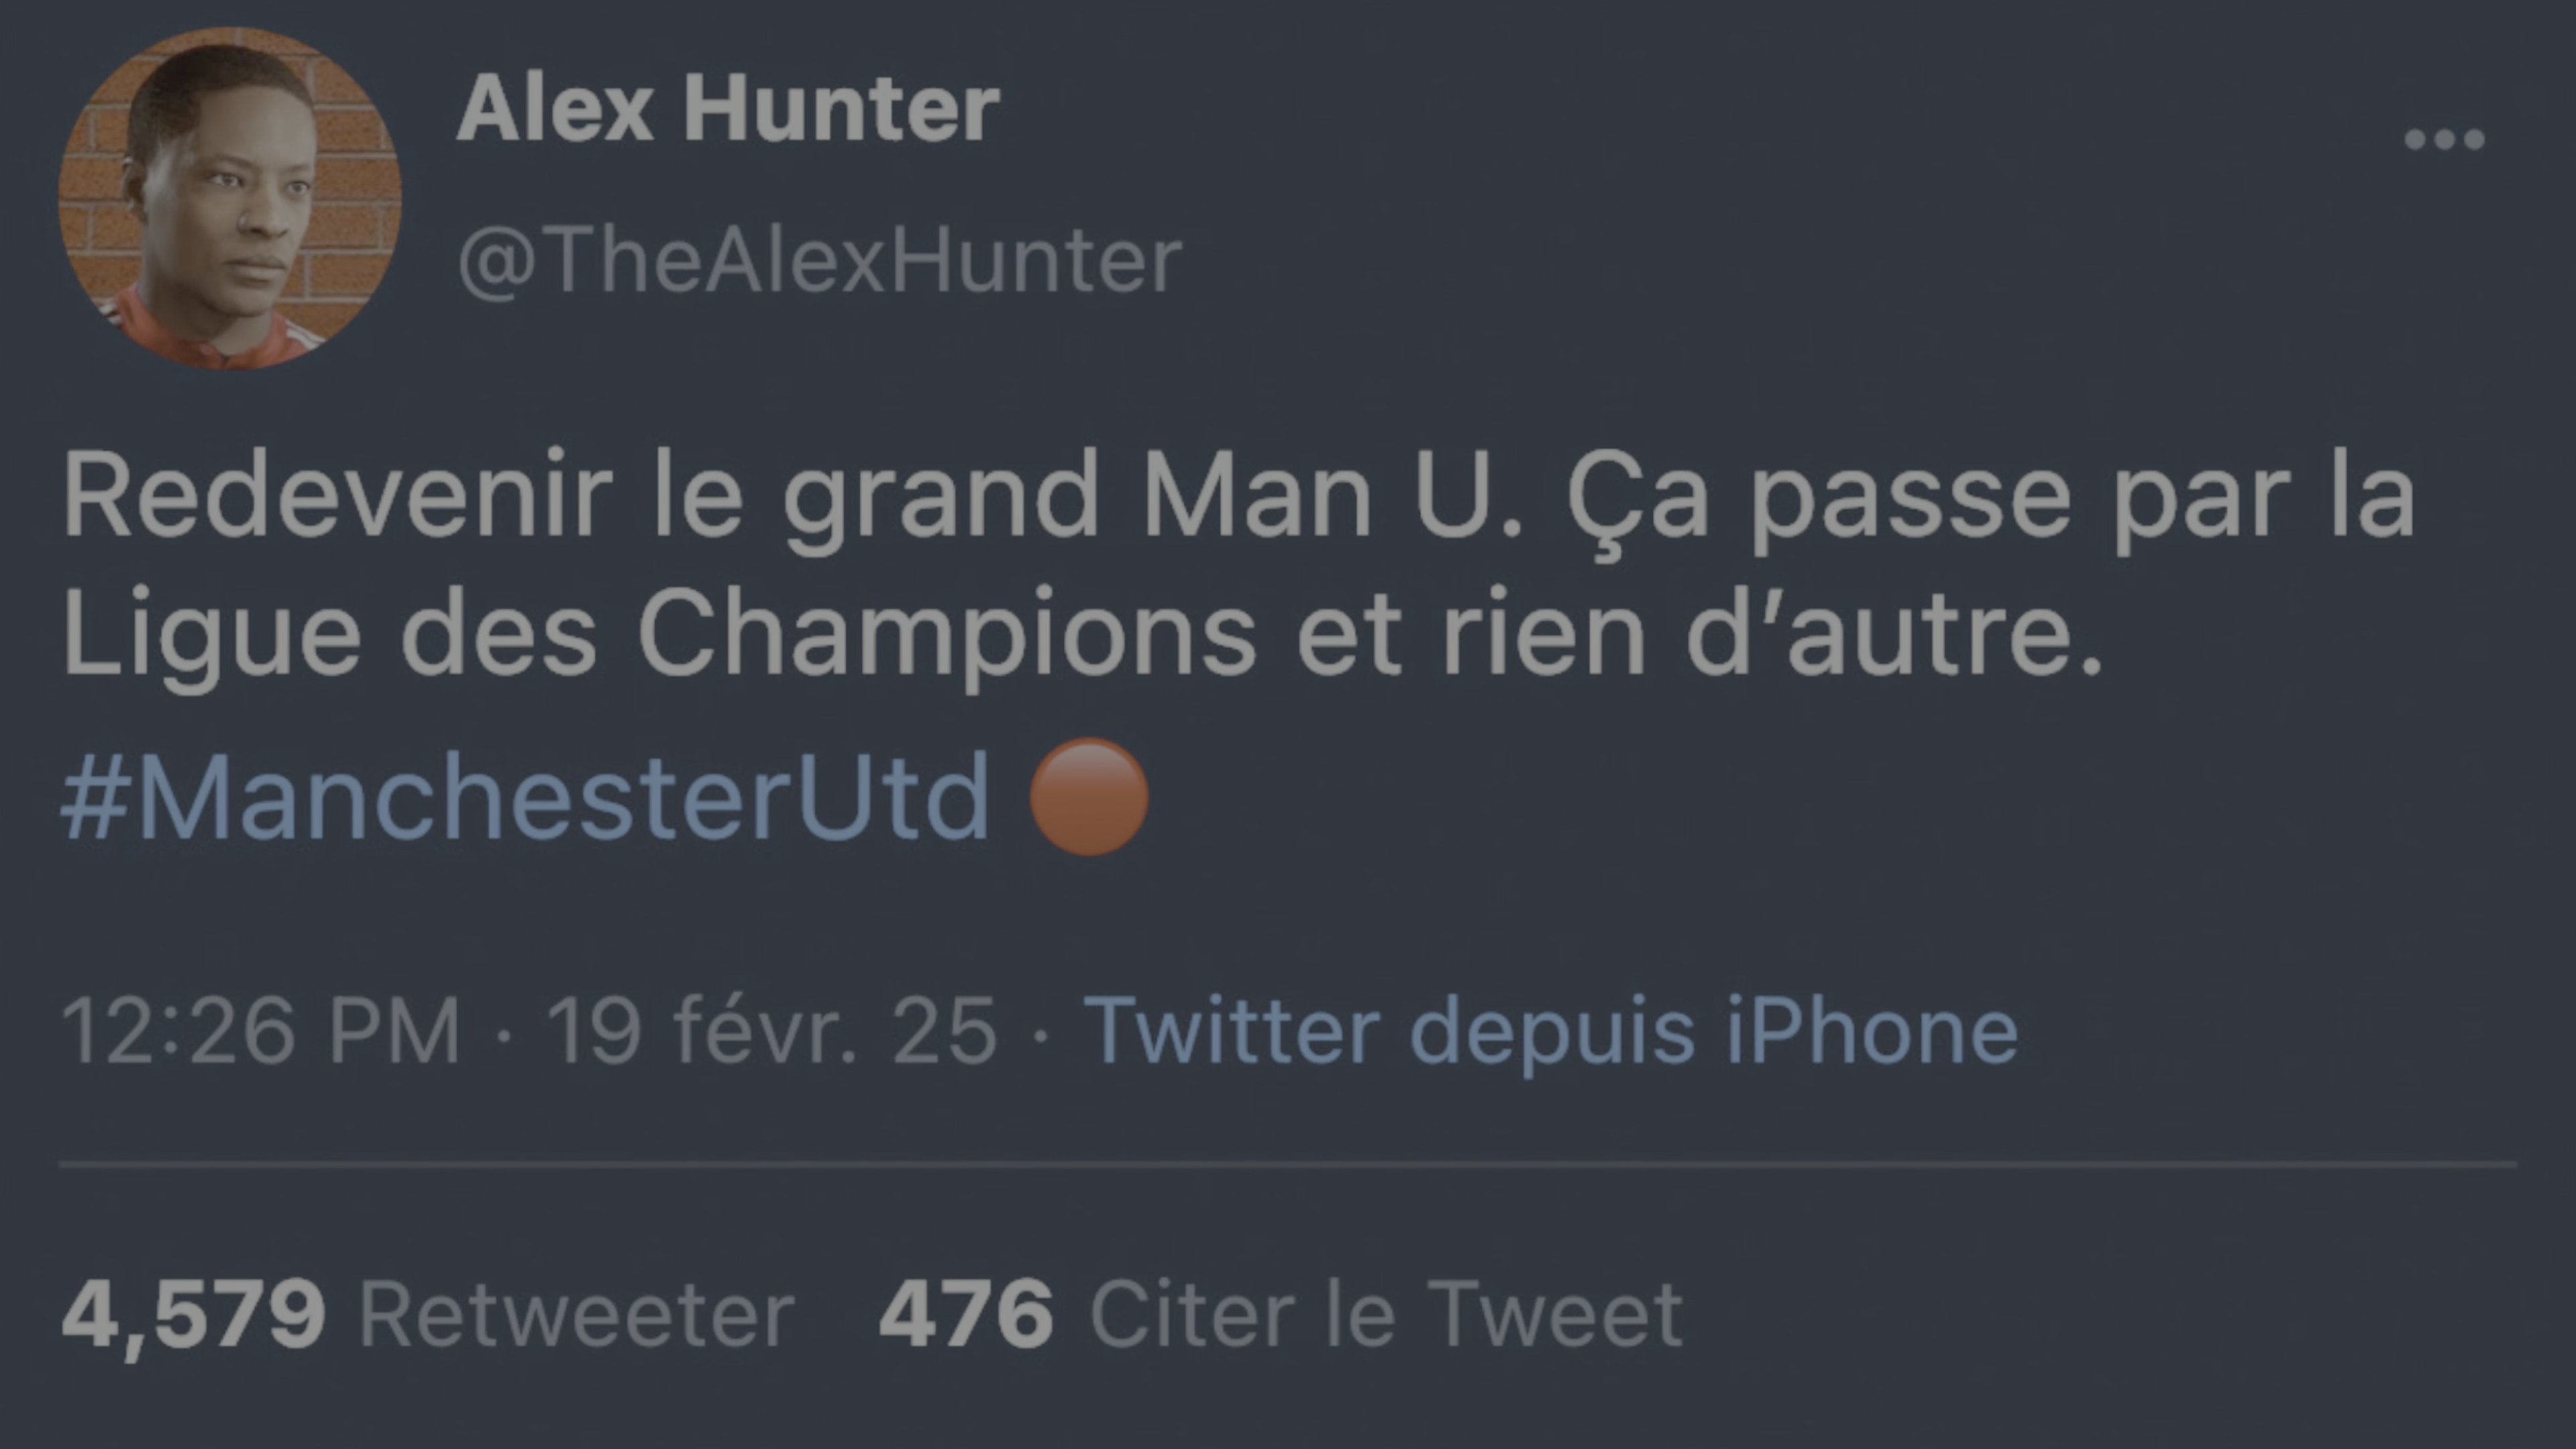 Alex Hunter
@TheAlexHunter
Redevenir le grand Man U. Ça passe par la
Ligue des Champions et rien d’autre.
#ManchesterUtd 🔴
12:26 PM · 19 févr. 25 · Twitter depuis iPhone
4,579 Retweeter 476 Citer le Tweet